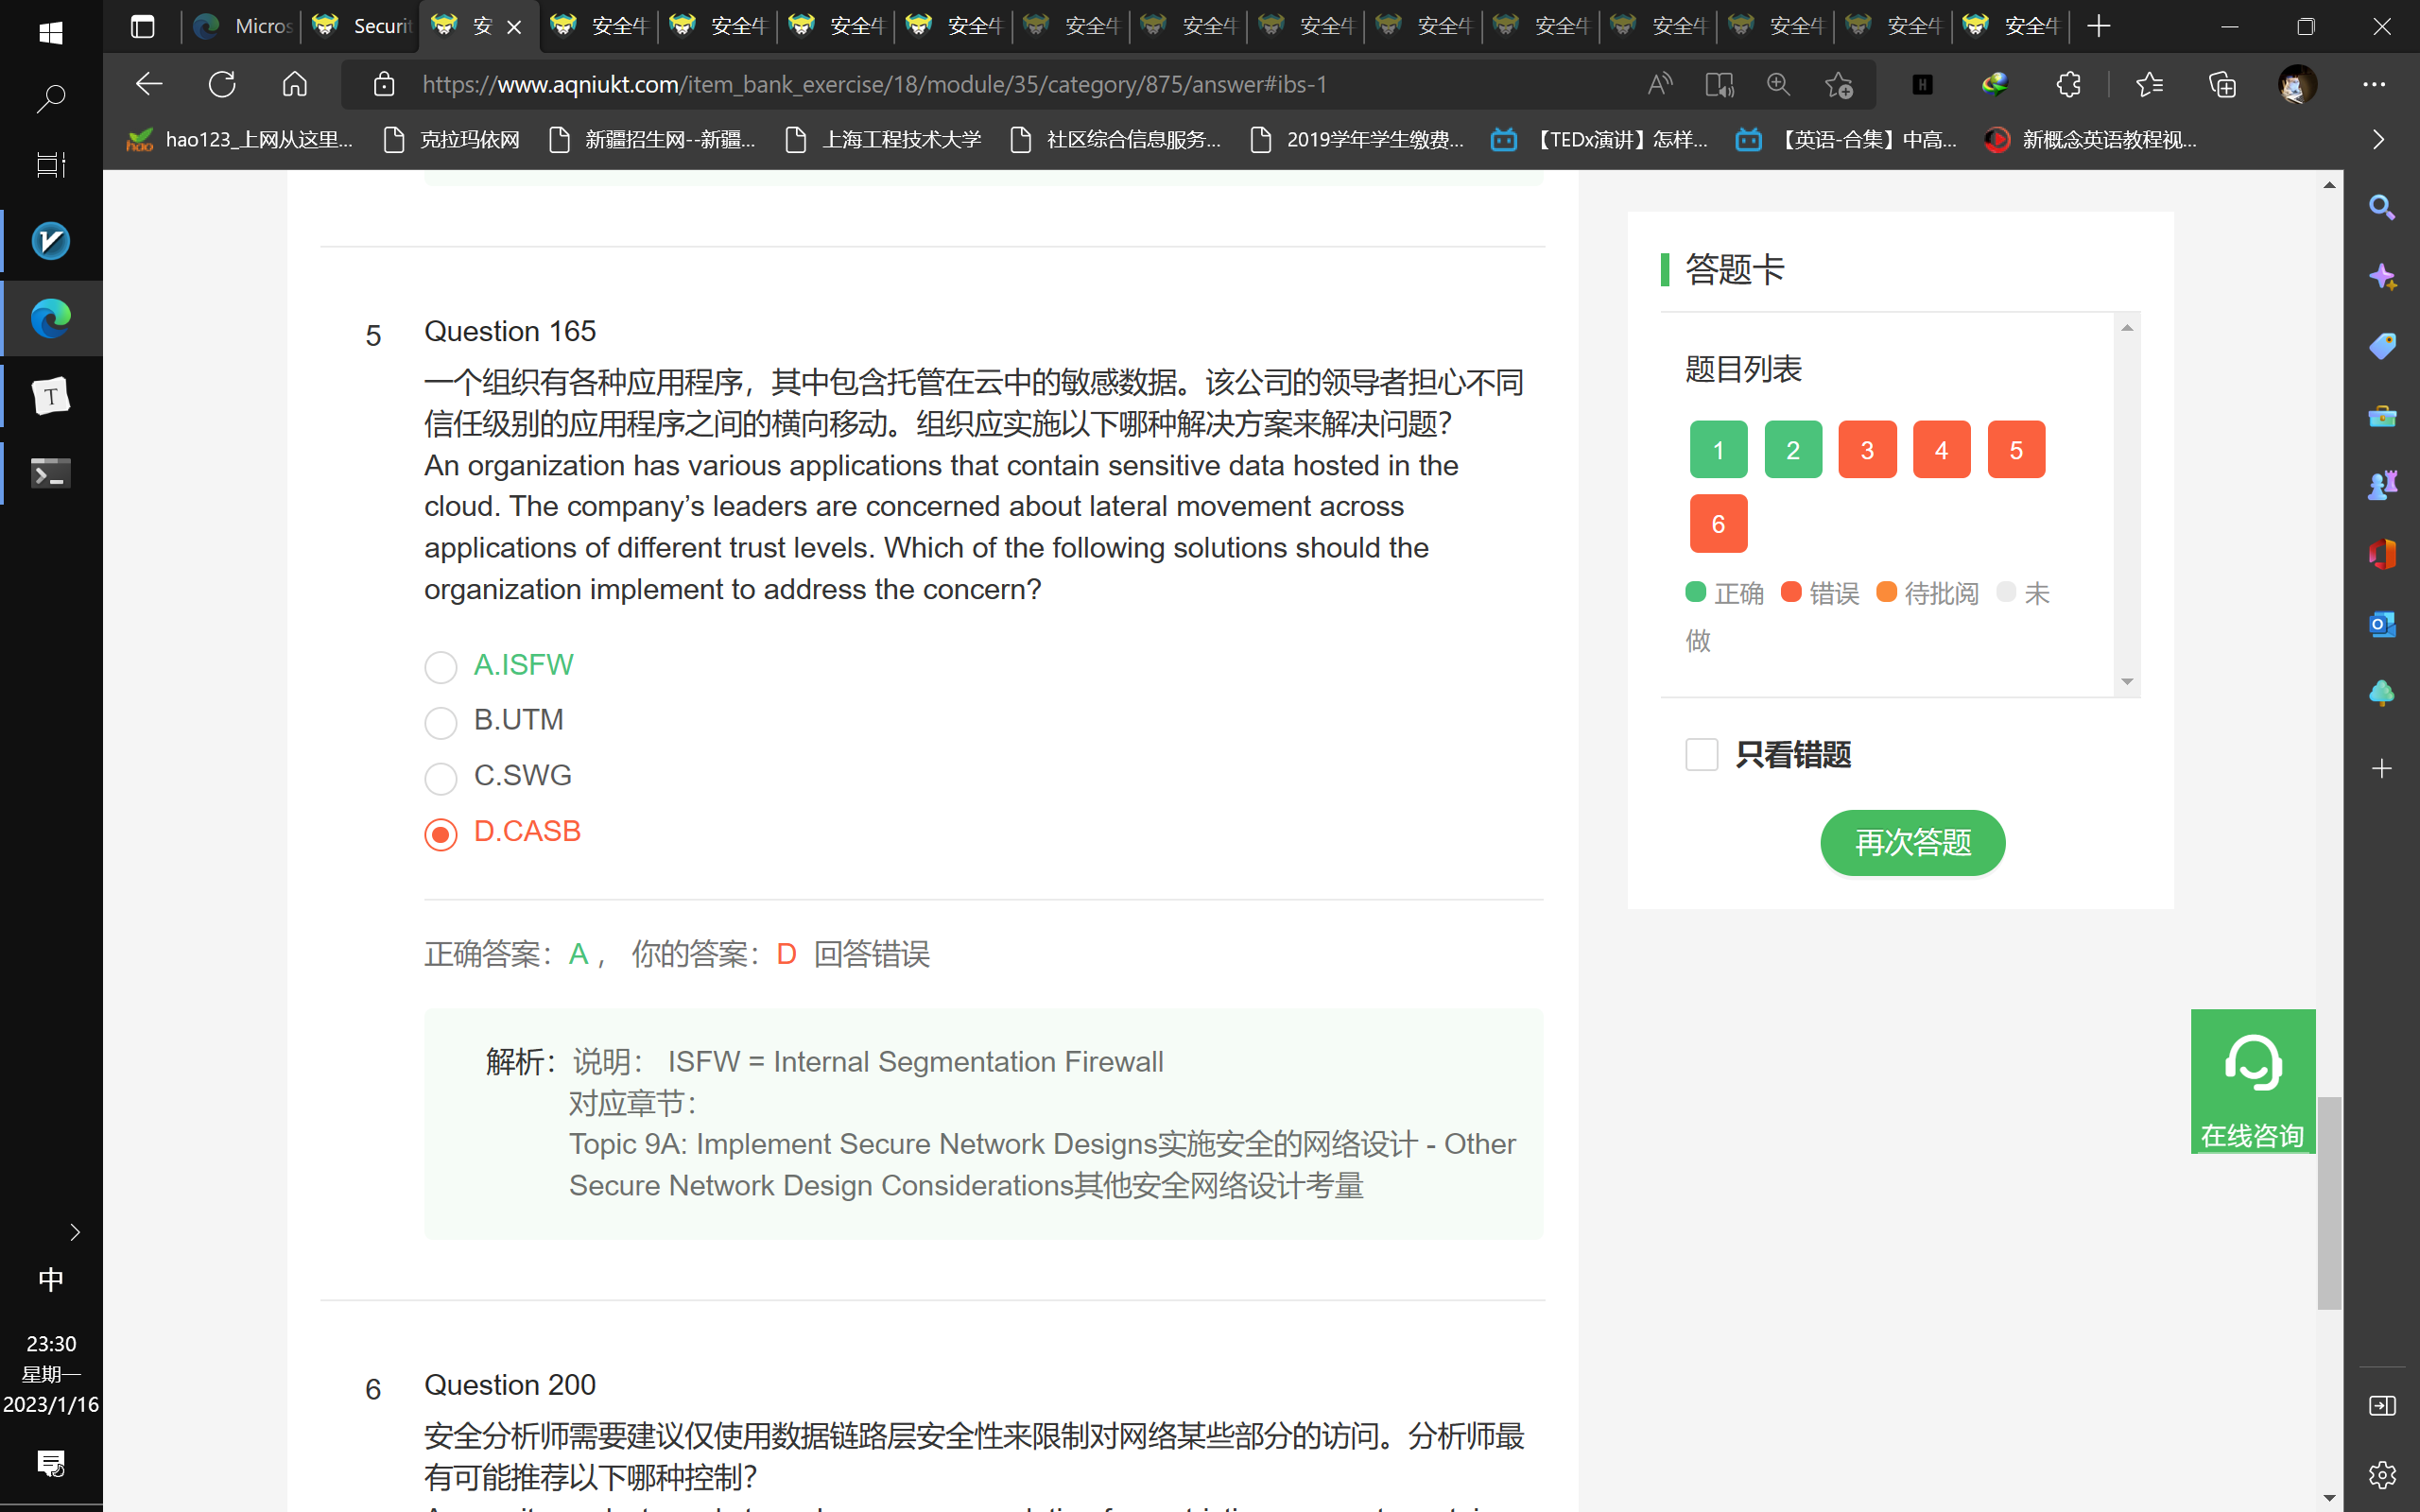 Micros
Securit
安
安全牛
安全牛
安全牛
安全牛
安全牛
安全牛
安全牛
安全牛
安全牛
安全牛
安全牛
安全牛
安全牛
https://www.aqniukt.com/item_bank_exercise/18/module/35/category/875/answer#ibs-1
hao123_上网从这里...
克拉玛依网
新疆招生网--新疆...
上海工程技术大学
社区综合信息服务...
2019学年学生缴费...
【TEDx演讲】怎样...
【英语-合集】中高...
新概念英语教程视...
5
Question 165
一个组织有各种应用程序，其中包含托管在云中的敏感数据。该公司的领导者担心不同
信任级别的应用程序之间的横向移动。组织应实施以下哪种解决方案来解决问题？
An organization has various applications that contain sensitive data hosted in the
cloud. The company’s leaders are concerned about lateral movement across
applications of different trust levels. Which of the following solutions should the
organization implement to address the concern?
A.ISFW
B.UTM
C.SWG
D.CASB
正确答案：A， 你的答案：D 回答错误
解析：说明： ISFW = Internal Segmentation Firewall
对应章节：
Topic 9A: Implement Secure Network Designs实施安全的网络设计 - Other
Secure Network Design Considerations其他安全网络设计考量
6
Question 200
安全分析师需要建议仅使用数据链路层安全性来限制对网络某些部分的访问。分析师最
有可能推荐以下哪种控制？
答题卡
题目列表
1 2 3 4 5
6
正确 错误 待批阅 未
做
只看错题
再次答题
在线咨询
中
23:30
星期一
2023/1/16